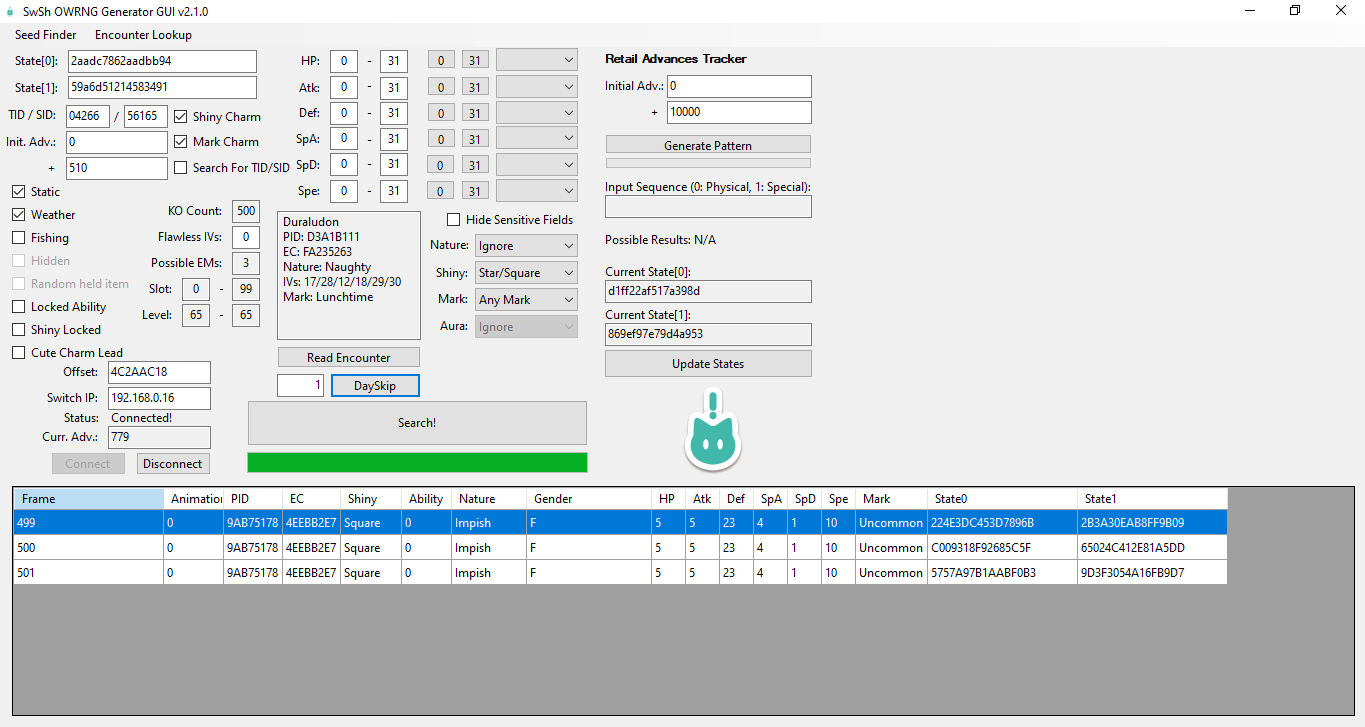 SwSh OWRNG Generator GUI v2.1.0
Seed Finder Encounter Lookup
State[0]: 2aadc7862aadbb94
State[1]: 59a6d51214583491
TID / SID: 04266 / 56165 Shiny Charm
Init. Adv.: 0 Mark Charm
+ 510 Search For TID/SID
Static
Weather
Fishing
Hidden
Random held item
Locked Ability
Shiny Locked
Cute Charm Lead
KO Count: 500
Flawless IVs: 0
Possible EMs: 3
Slot: 0 - 99
Level: 65 - 65
Offset: 4C2AAC18
Switch IP: 192.168.0.16
Status: Connected!
Curr. Adv.: 779
Connect Disconnect
HP: 0 - 31 0 31
Atk: 0 - 31 0 31
Def: 0 - 31 0 31
SpA: 0 - 31 0 31
SpD: 0 - 31 0 31
Spe: 0 - 31 0 31
Duraludon
PID: D3A1B111
EC: FA235263
Nature: Naughty
IVs: 17/28/12/18/29/30
Mark: Lunchtime
Read Encounter
1 DaySkip
Search!
Hide Sensitive Fields
Nature: Ignore
Shiny: Star/Square
Mark: Any Mark
Aura: Ignore
Retail Advances Tracker
Initial Adv.: 0
+ 10000
Generate Pattern
Input Sequence (0: Physical, 1: Special):
Possible Results: N/A
Current State[0]:
d1ff22af517a398d
Current State[1]:
869ef97e79d4a953
Update States
Frame Animation PID EC Shiny Ability Nature Gender HP Atk Def SpA SpD Spe Mark State0 State1
499 0 9AB75178 4EEBB2E7 Square 0 Impish F 5 5 23 4 1 10 Uncommon 224E3DC453D7896B 2B3A30EAB8FF9B09
500 0 9AB75178 4EEBB2E7 Square 0 Impish F 5 5 23 4 1 10 Uncommon C009318F92685C5F 65024C412E81A5DD
501 0 9AB75178 4EEBB2E7 Square 0 Impish F 5 5 23 4 1 10 Uncommon 5757A97B1AABF0B3 9D3F3054A16FB9D7